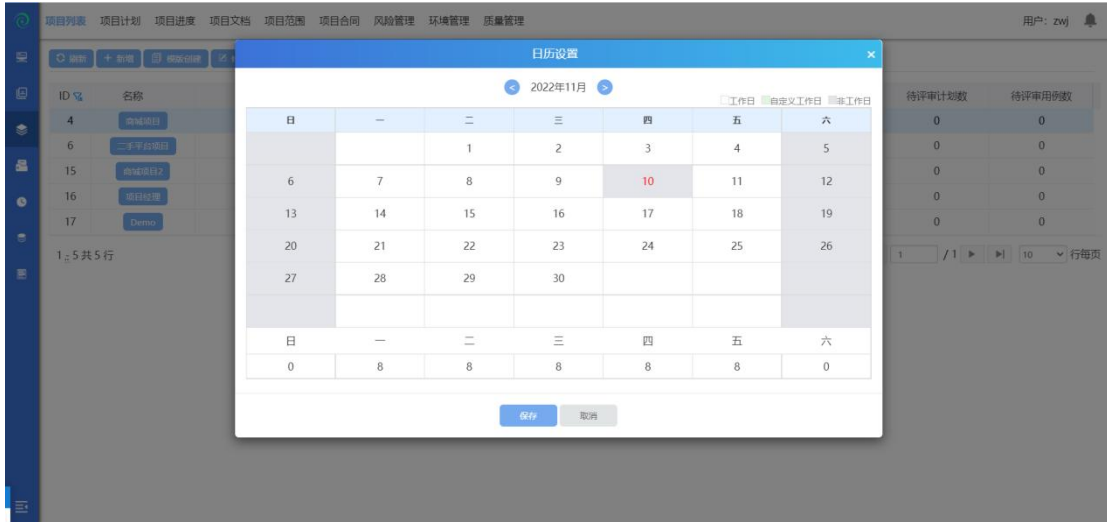 项目列表 项目计划 项目进度 项目文档 项目范围 项目合同 风险管理 环境管理 质量管理 用户：zwj
刷新 + 新增 模版创建
日历设置 ×
< 2022年11月 >
工作日 自定义工作日 非工作日
ID 名称 待评审计划数 待评审用例数
4 商城项目 0 0
6 二手平台项目 0 0
15 商城项目2 0 0
16 项目经理 0 0
17 Demo 0 0
1 - 5 共 5 行
1 / 1 10 行每页
日 一 二 三 四 五 六
1 2 3 4 5
6 7 8 9 10 11 12
13 14 15 16 17 18 19
20 21 22 23 24 25 26
27 28 29 30
日 一 二 三 四 五 六
0 8 8 8 8 8 0
保存 取消